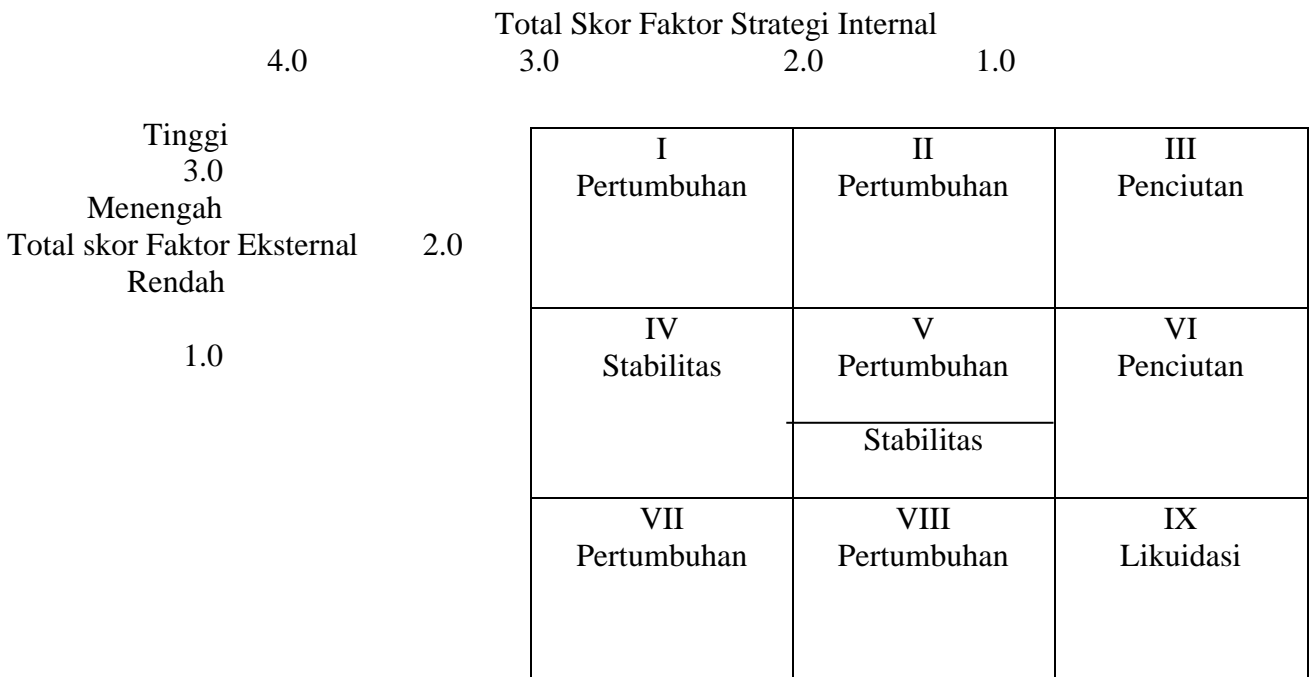 Total Skor Faktor Strategi Internal
4.0 3.0 2.0 1.0
Tinggi
3.0
Menengah
Total skor Faktor Eksternal 2.0
Rendah
1.0
I II III
Pertumbuhan Pertumbuhan Penciutan
IV V VI
Stabilitas Pertumbuhan Penciutan
Stabilitas
VII VIII IX
Pertumbuhan Pertumbuhan Likuidasi